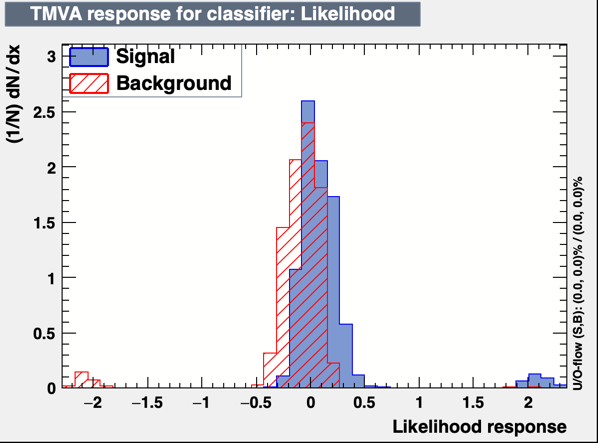 TMVA response for classifier: Likelihood
(1/N) dN/dx
Signal
Background
3
2.5
2
1.5
1
0.5
0
−2 −1.5 −1 −0.5 0 0.5 1 1.5 2
Likelihood response
U/O-flow (S,B): (0.0, 0.0)% / (0.0, 0.0)%